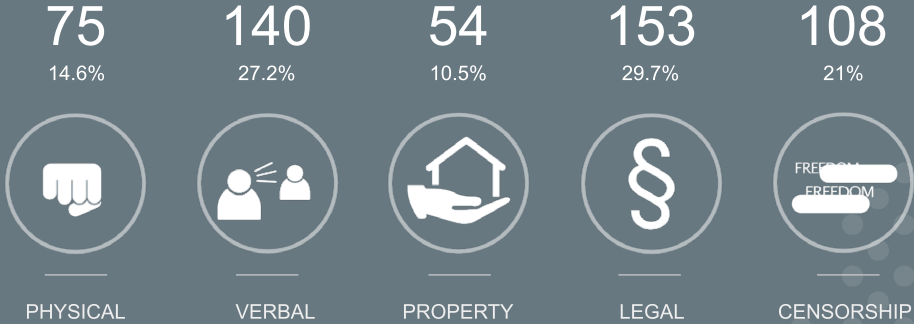 75 140 54 153 108
14.6% 27.2% 10.5% 29.7% 21%
§
FREEDOM
FREEDOM
PHYSICAL VERBAL PROPERTY LEGAL CENSORSHIP